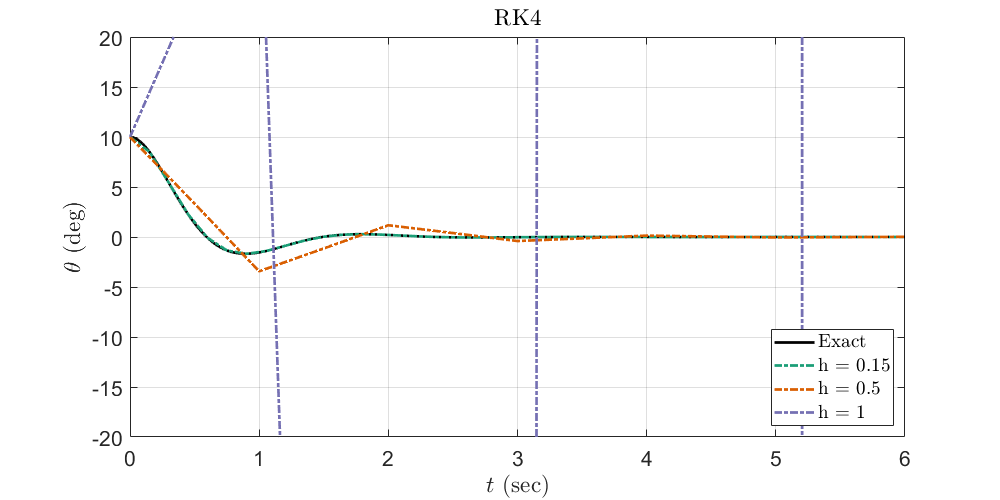 RK4
20
15
10
5
0
-5
-10
-15
-20
θ (deg)
0 1 2 3 4 5 6
t (sec)
Exact
h = 0.15
h = 0.5
h = 1